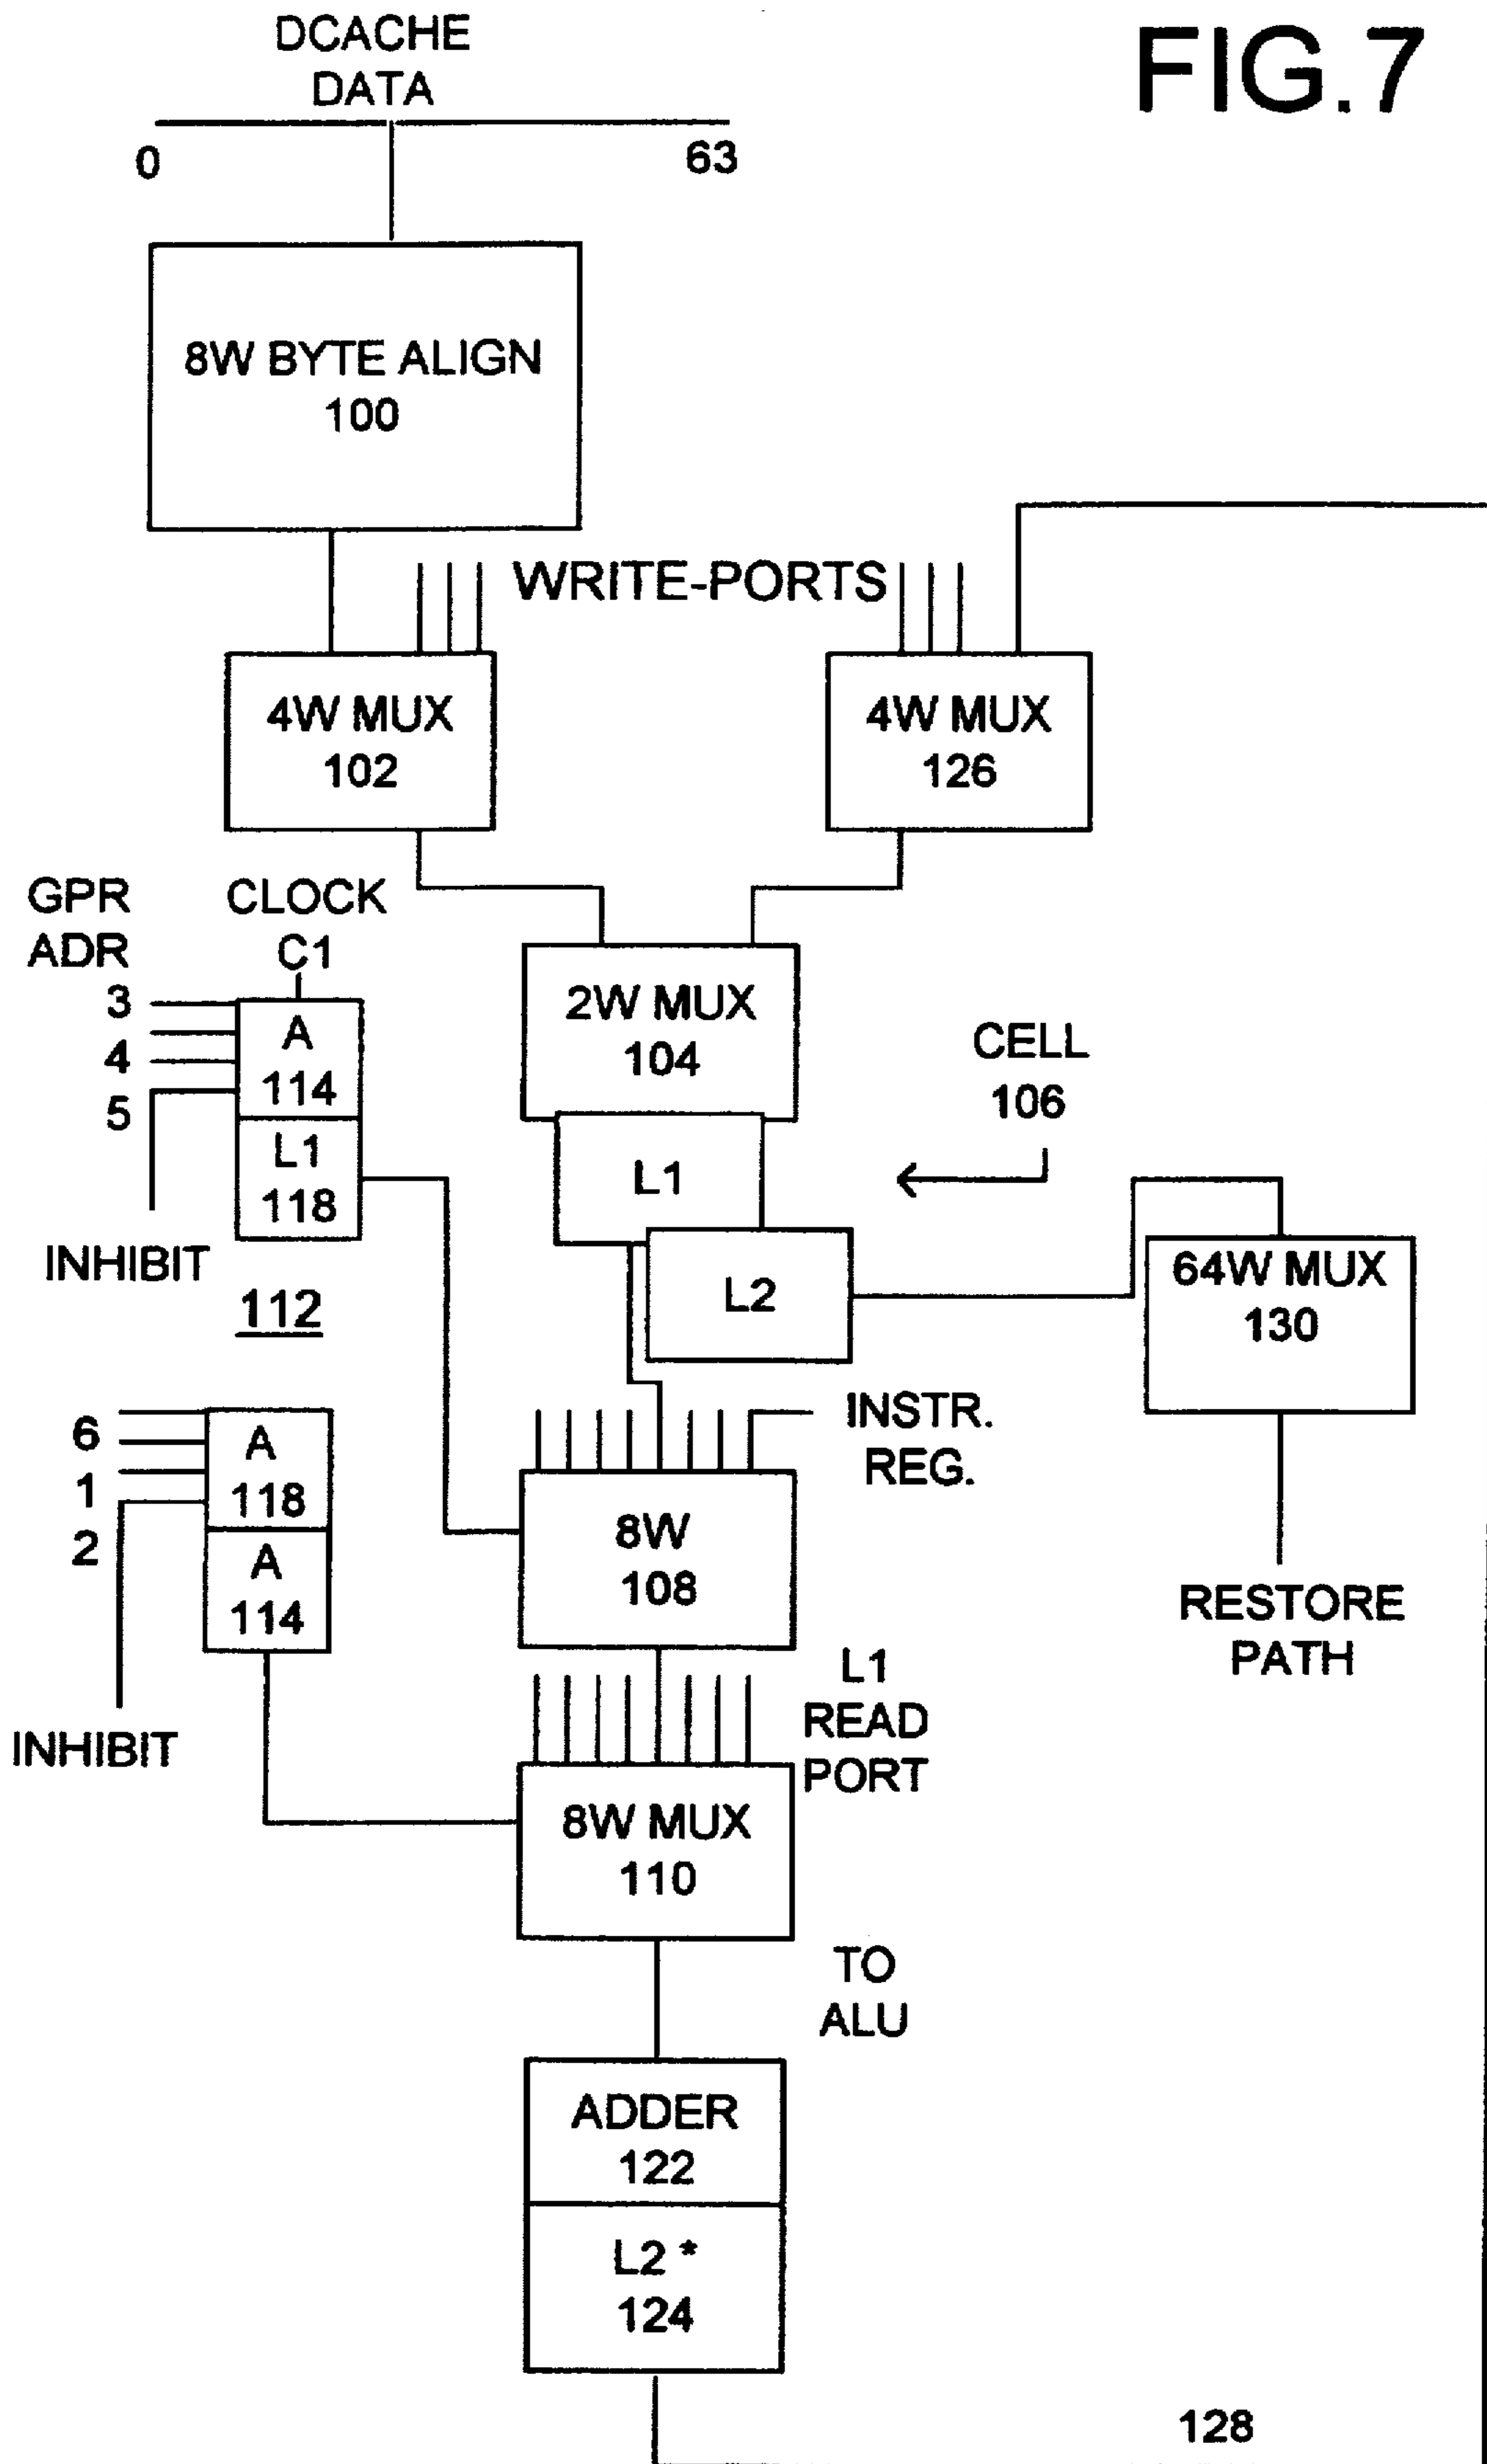 FIG.7
DCACHE
DATA
0
63
8W BYTE ALIGN
100
WRITE-PORTS
4W MUX
102
4W MUX
126
GPR
ADR
CLOCK
C1
3
4
5
A
114
L1
118
INHIBIT
112
2W MUX
104
CELL
106
L1
L2
64W MUX
130
RESTORE
PATH
INSTR.
REG.
6
1
2
A
118
A
114
INHIBIT
8W
108
L1
READ
PORT
8W MUX
110
TO
ALU
ADDER
122
L2 *
124
128